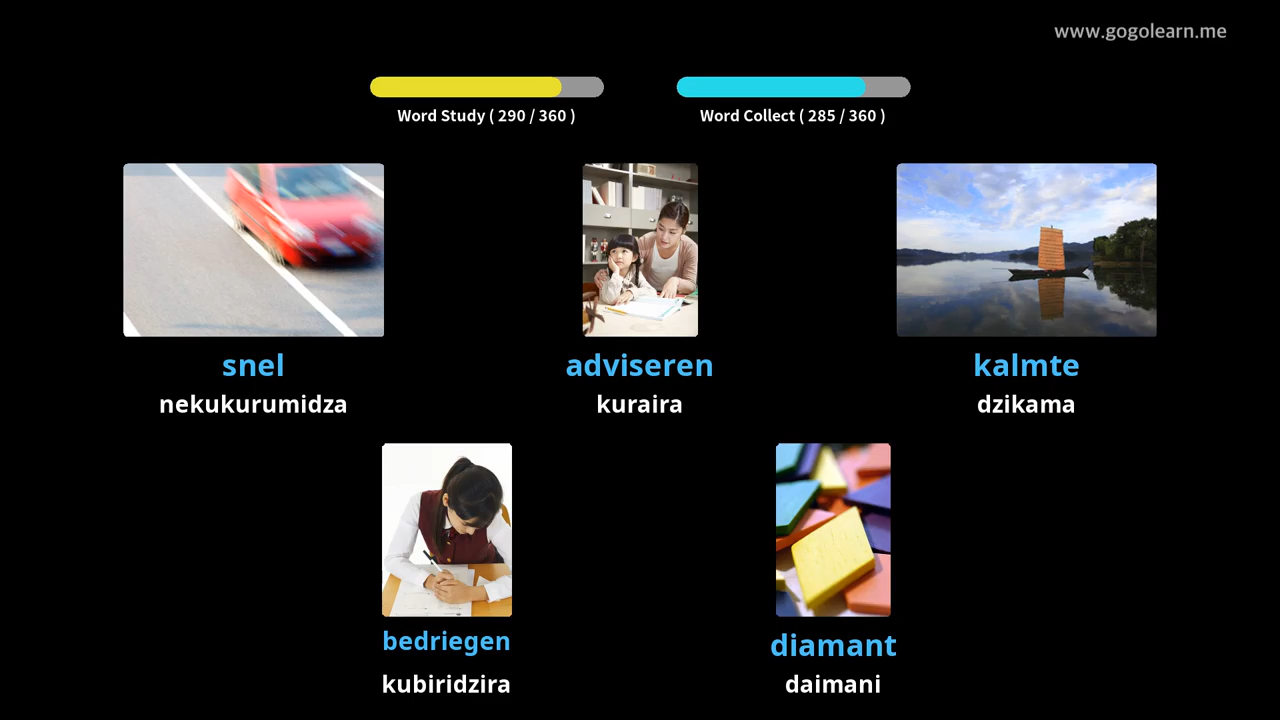 www.gogolearn.me
Word Study ( 290 / 360 )
Word Collect ( 285 / 360 )
snel
nekukurumidza
adviseren
kuraira
kalmte
dzikama
bedriegen
kubiridzira
diamant
daimani